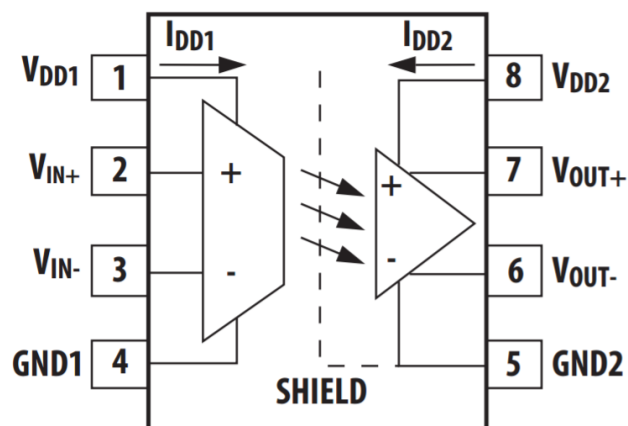 IDD1 IDD2
VDD1 1 8 VDD2
VIN+ 2 + + 7 VOUT+
VIN- 3 - - 6 VOUT-
GND1 4 5 GND2
SHIELD